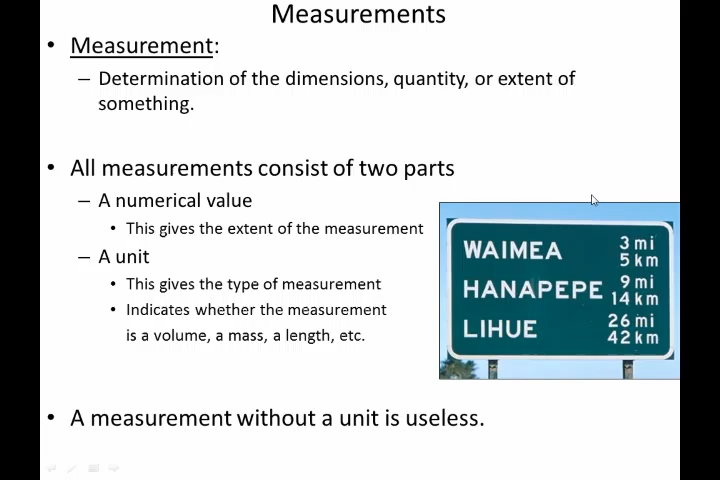 Measurements
• Measurement:
– Determination of the dimensions, quantity, or extent of
something.
• All measurements consist of two parts
– A numerical value
• This gives the extent of the measurement
– A unit
• This gives the type of measurement
• Indicates whether the measurement
is a volume, a mass, a length, etc.
WAIMEA 3 mi
5 km
HANAPEPE 9 mi
14 km
LIHUE 26 mi
42 km
• A measurement without a unit is useless.